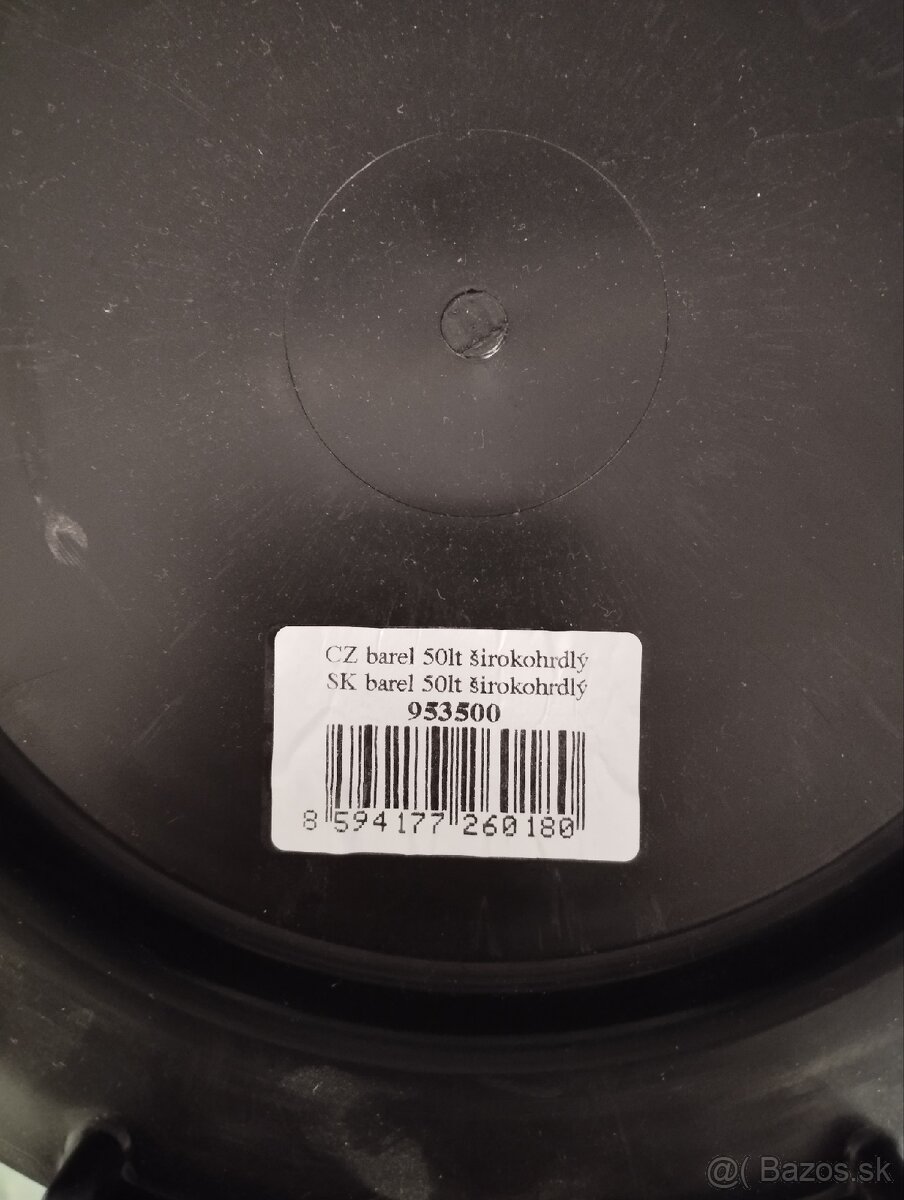 CZ barel 50lt širokohrdlý
SK barel 50lt širokohrdlý
953500
8 594177 260180
@( Bazos.sk